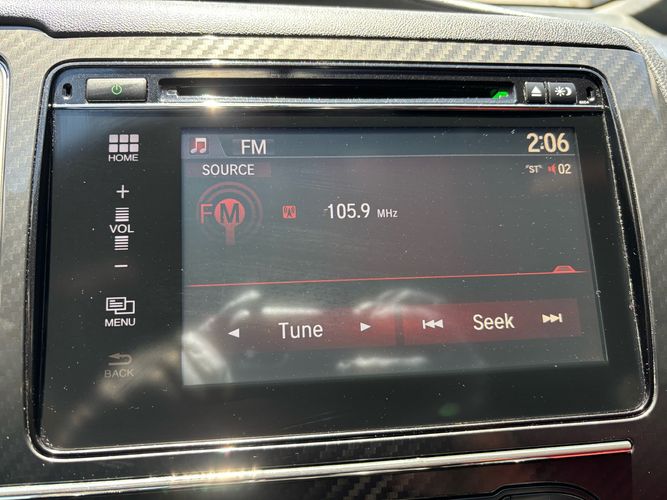 FM
2:06
HOME
SOURCE
"ST" 02
+
VOL
−
FM
105.9 MHz
MENU
Tune
Seek
BACK